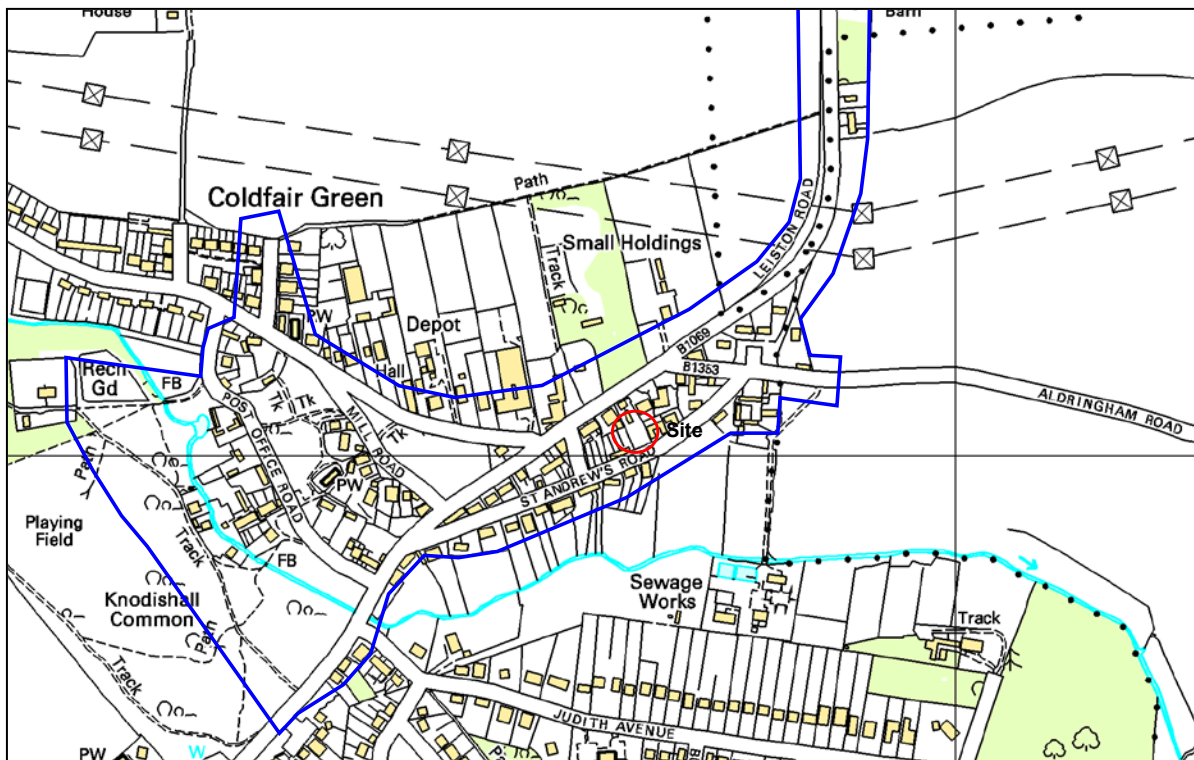 House
Barn
Coldfair Green
Path
LEISTON ROAD
Small Holdings
Track
PW
Depot
B1069
Hall
B1353
Recn
Gd
FB
Tk
Tk
MILL ROAD
Tk
POST OFFICE ROAD
Site
ALDRINGHAM ROAD
PW
ST ANDREW'S ROAD
Path
Playing
Field
Track
FB
Knodishall
Common
Path
Sewage
Works
Track
Track
JUDITH AVENUE
PW
W